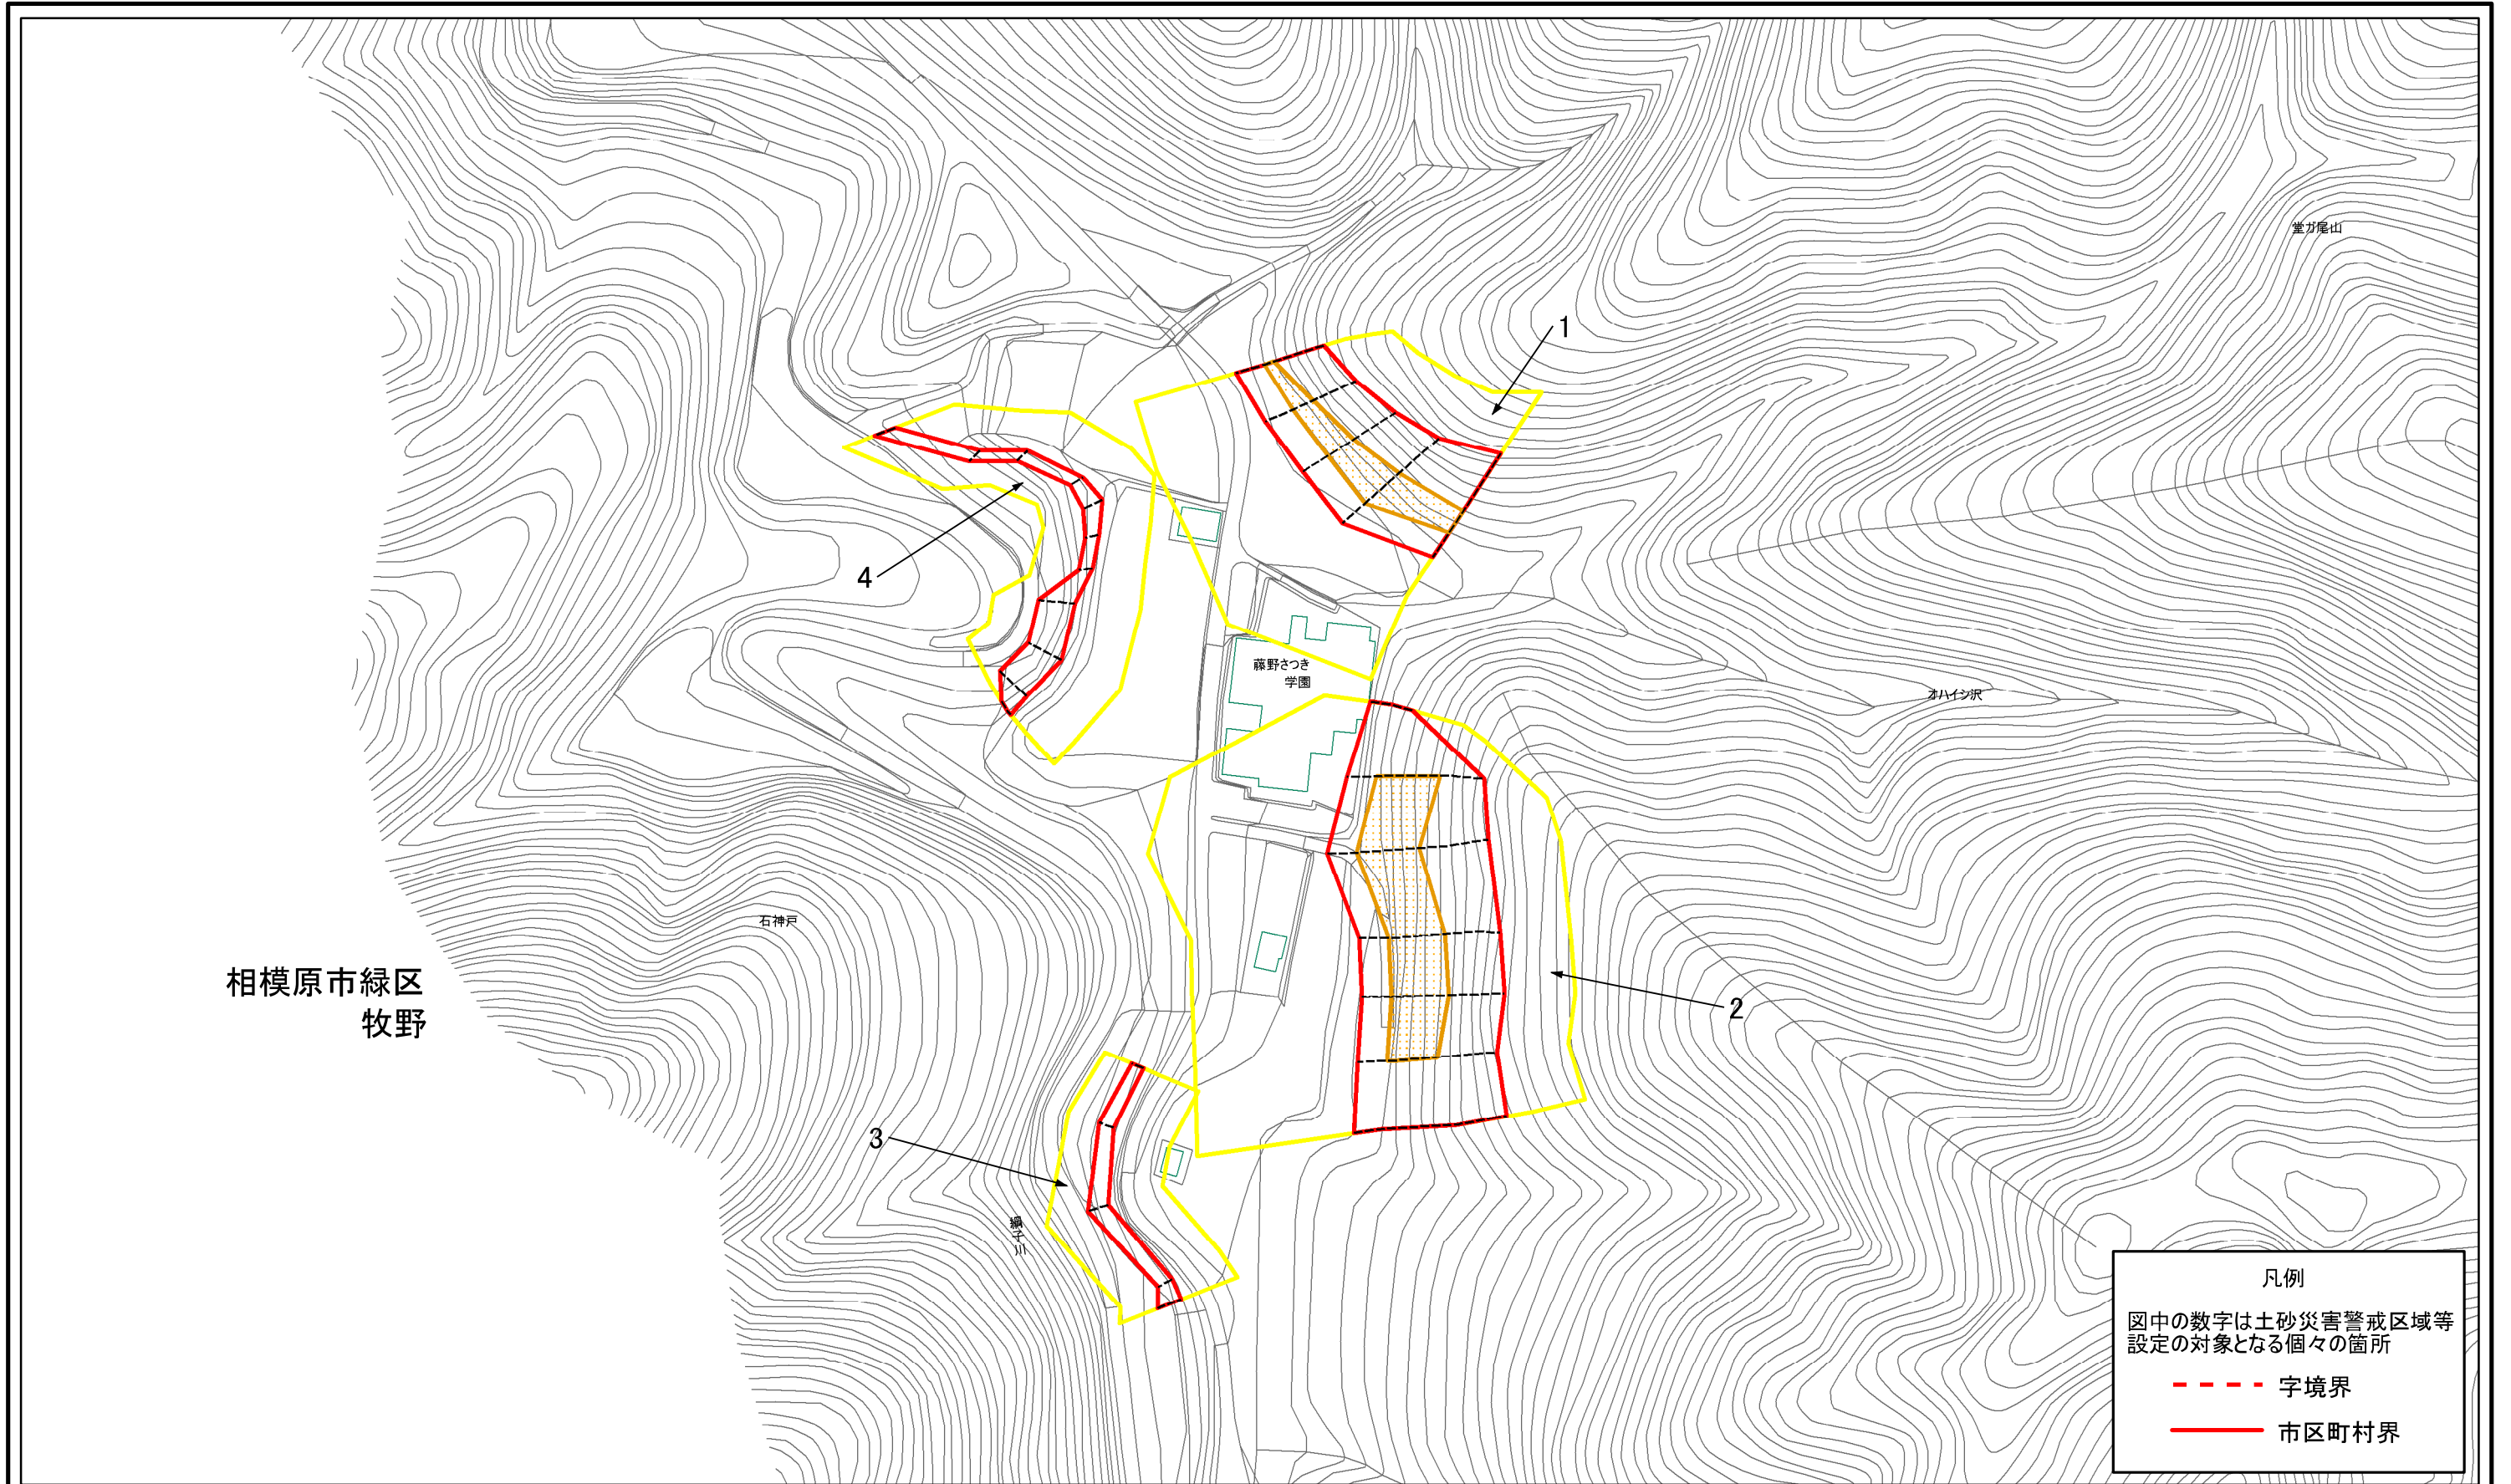 堂ガ尾山
1
4
藤野さつき
学園
オハイシ沢
石神戸
相模原市緑区
牧野
2
3
綱子川
凡例
図中の数字は土砂災害警戒区域等
設定の対象となる個々の箇所
字境界
市区町村界